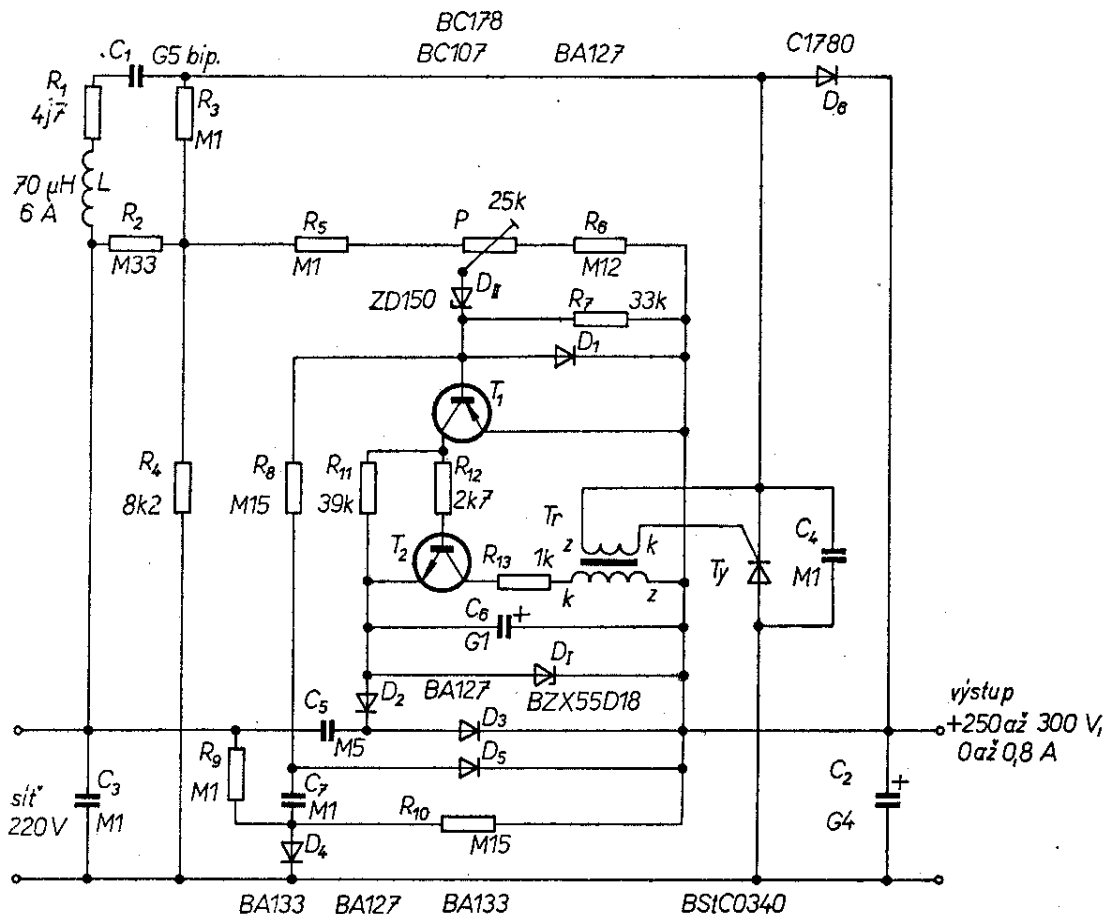 BC178
BC107 BA127 C1780
C1 G5 bip.
R1
4j7
R3
M1
D6
70 µH L
6 A
R2
M33
R5
M1
P
25k
R6
M12
ZD150
DII
R7 33k
D1
T1
R4
8k2
R8
M15
R11
39k
R12
2k7
T2
R13 1k
Tr
z k
k z
Ty
C4
M1
C6 +
G1
DI
BA127
BZX55D18
D2
C5
M5
D3
D5
výstup
+250 až 300 V,
0 až 0,8 A
R9
M1
síť
220 V
C3
M1
C7
M1
R10
M15
D4
C2 +
G4
BA133 BA127 BA133 BStC0340